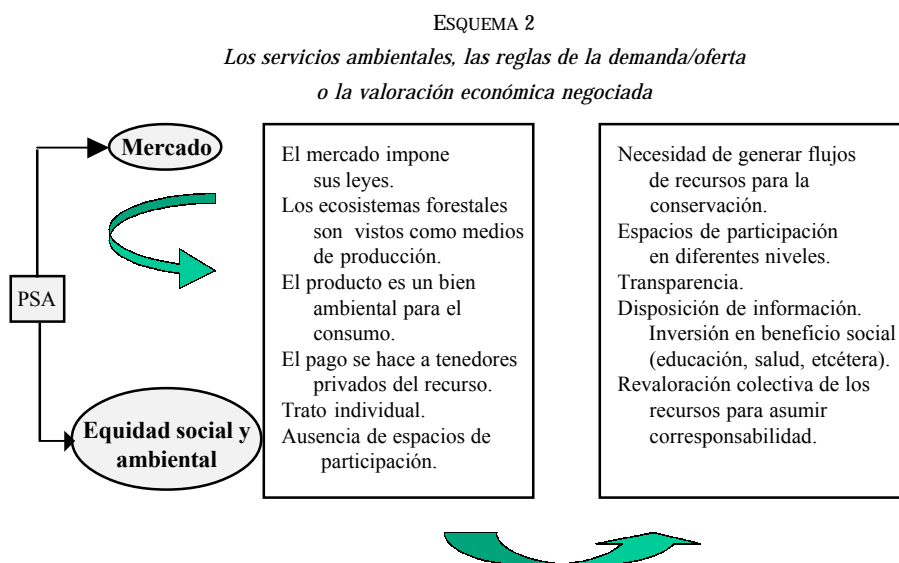 ESQUEMA 2
Los servicios ambientales, las reglas de la demanda/oferta
o la valoración económica negociada
Mercado
PSA
Equidad social y
ambiental
El mercado impone
sus leyes.
Los ecosistemas forestales
son vistos como medios
de producción.
El producto es un bien
ambiental para el
consumo.
El pago se hace a tenedores
privados del recurso.
Trato individual.
Ausencia de espacios de
participación.
Necesidad de generar flujos
de recursos para la
conservación.
Espacios de participación
en diferentes niveles.
Transparencia.
Disposición de información.
Inversión en beneficio social
(educación, salud, etcétera).
Revaloración colectiva de los
recursos para asumir
corresponsabilidad.